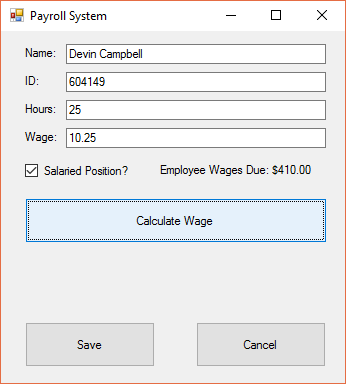 Payroll System
Name: Devin Campbell
ID: 604149
Hours: 25
Wage: 10.25
Salaried Position? Employee Wages Due: $410.00
Calculate Wage
Save Cancel